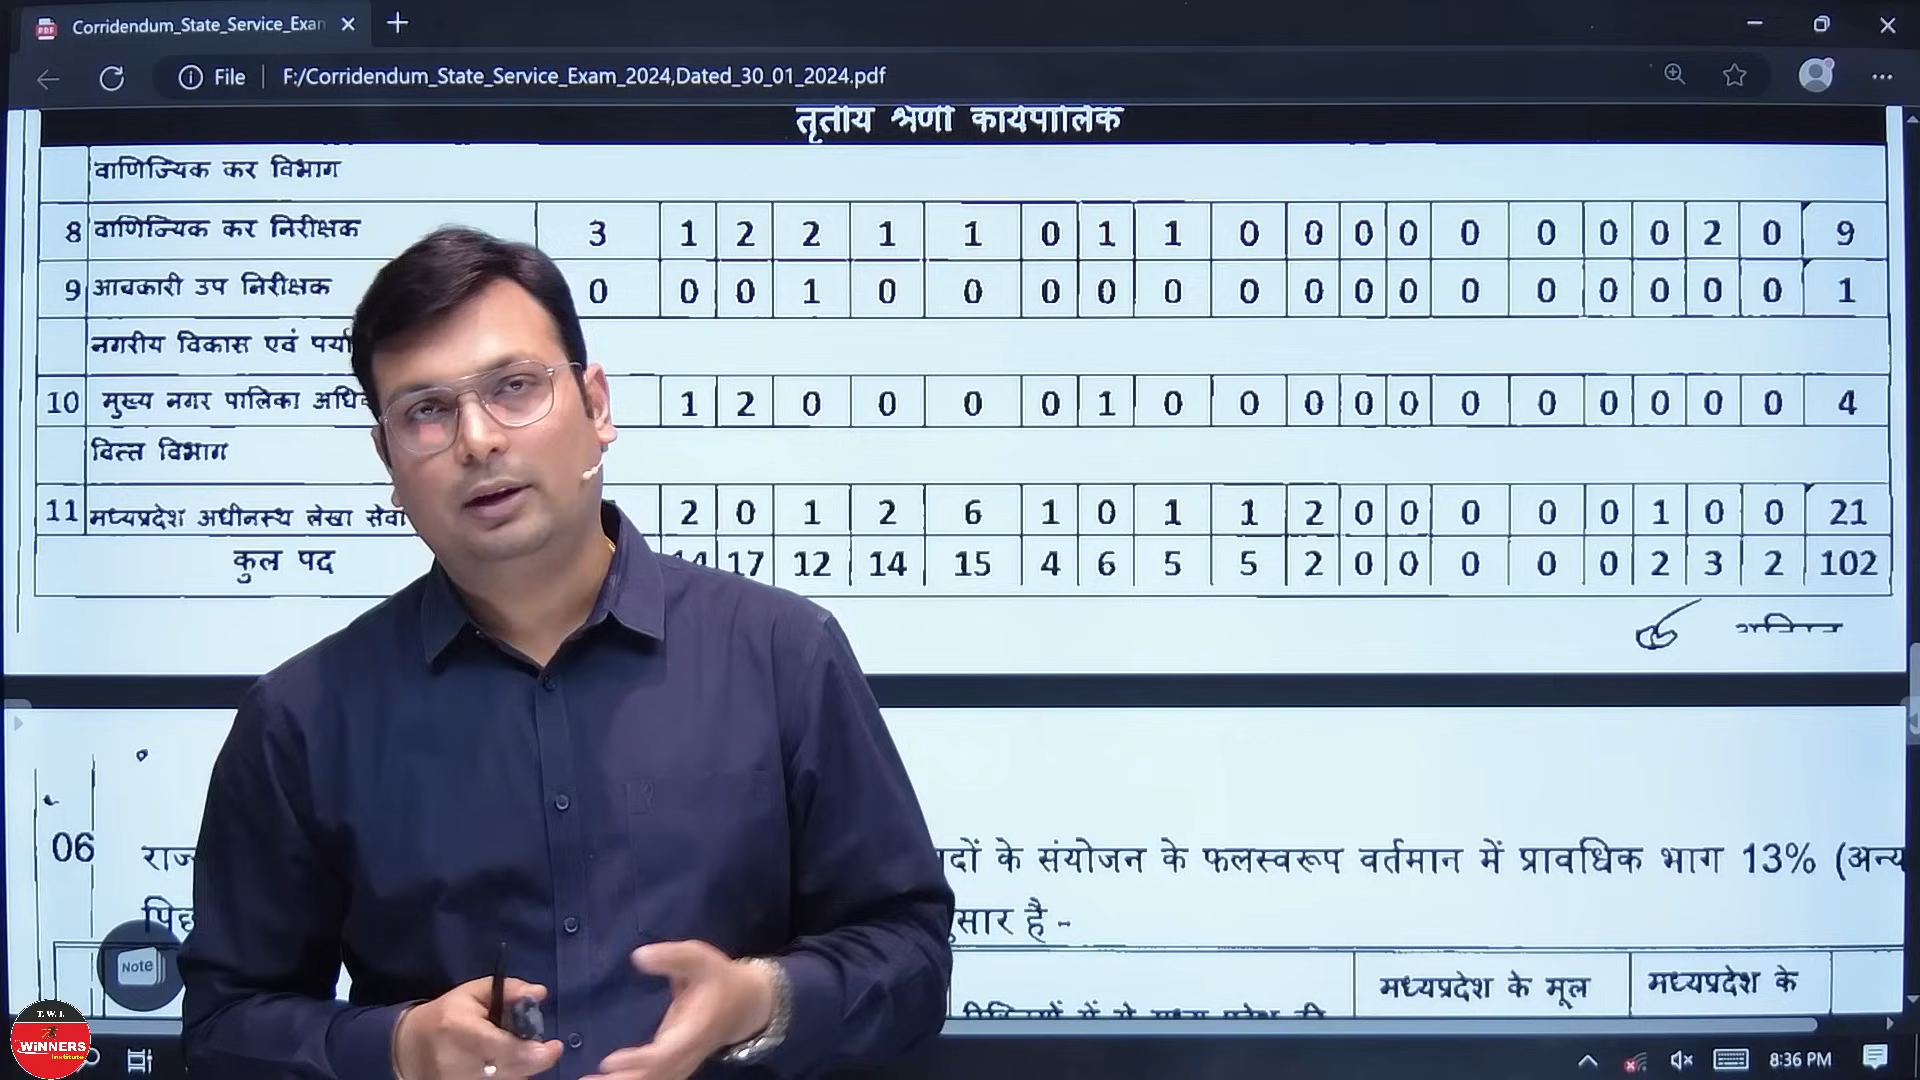 Corridendum_State_Service_Exan
File F:/Corridendum_State_Service_Exam_2024,Dated_30_01_2024.pdf
तृतीय श्रेणी कार्यपालिक
वाणिज्यिक कर विभाग
8 वाणिज्यिक कर निरीक्षक 3 1 2 2 1 1 0 1 1 0 0 0 0 0 0 0 0 2 0 9
9 आबकारी उप निरीक्षक 0 0 0 1 0 0 0 0 0 0 0 0 0 0 0 0 0 0 0 1
नगरीय विकास एवं
10 मुख्य नगर पालिका 1 2 0 0 0 0 1 0 0 0 0 0 0 0 0 0 0 0 4
वित्त विभाग
11 मध्यप्रदेश अधीनस्थ लेखा सेवा 2 0 1 2 6 1 0 1 1 2 0 0 0 0 0 1 0 0 21
कुल पद 17 12 14 15 4 6 5 5 2 0 0 0 0 0 2 3 2 102
06 पदों के संयोजन के फलस्वरूप वर्तमान में प्रावधिक भाग 13% (अन्य
है -
मध्यप्रदेश के मूल मध्यप्रदेश के
Note
T.W.I.
WiNNERS
institute
8:36 PM